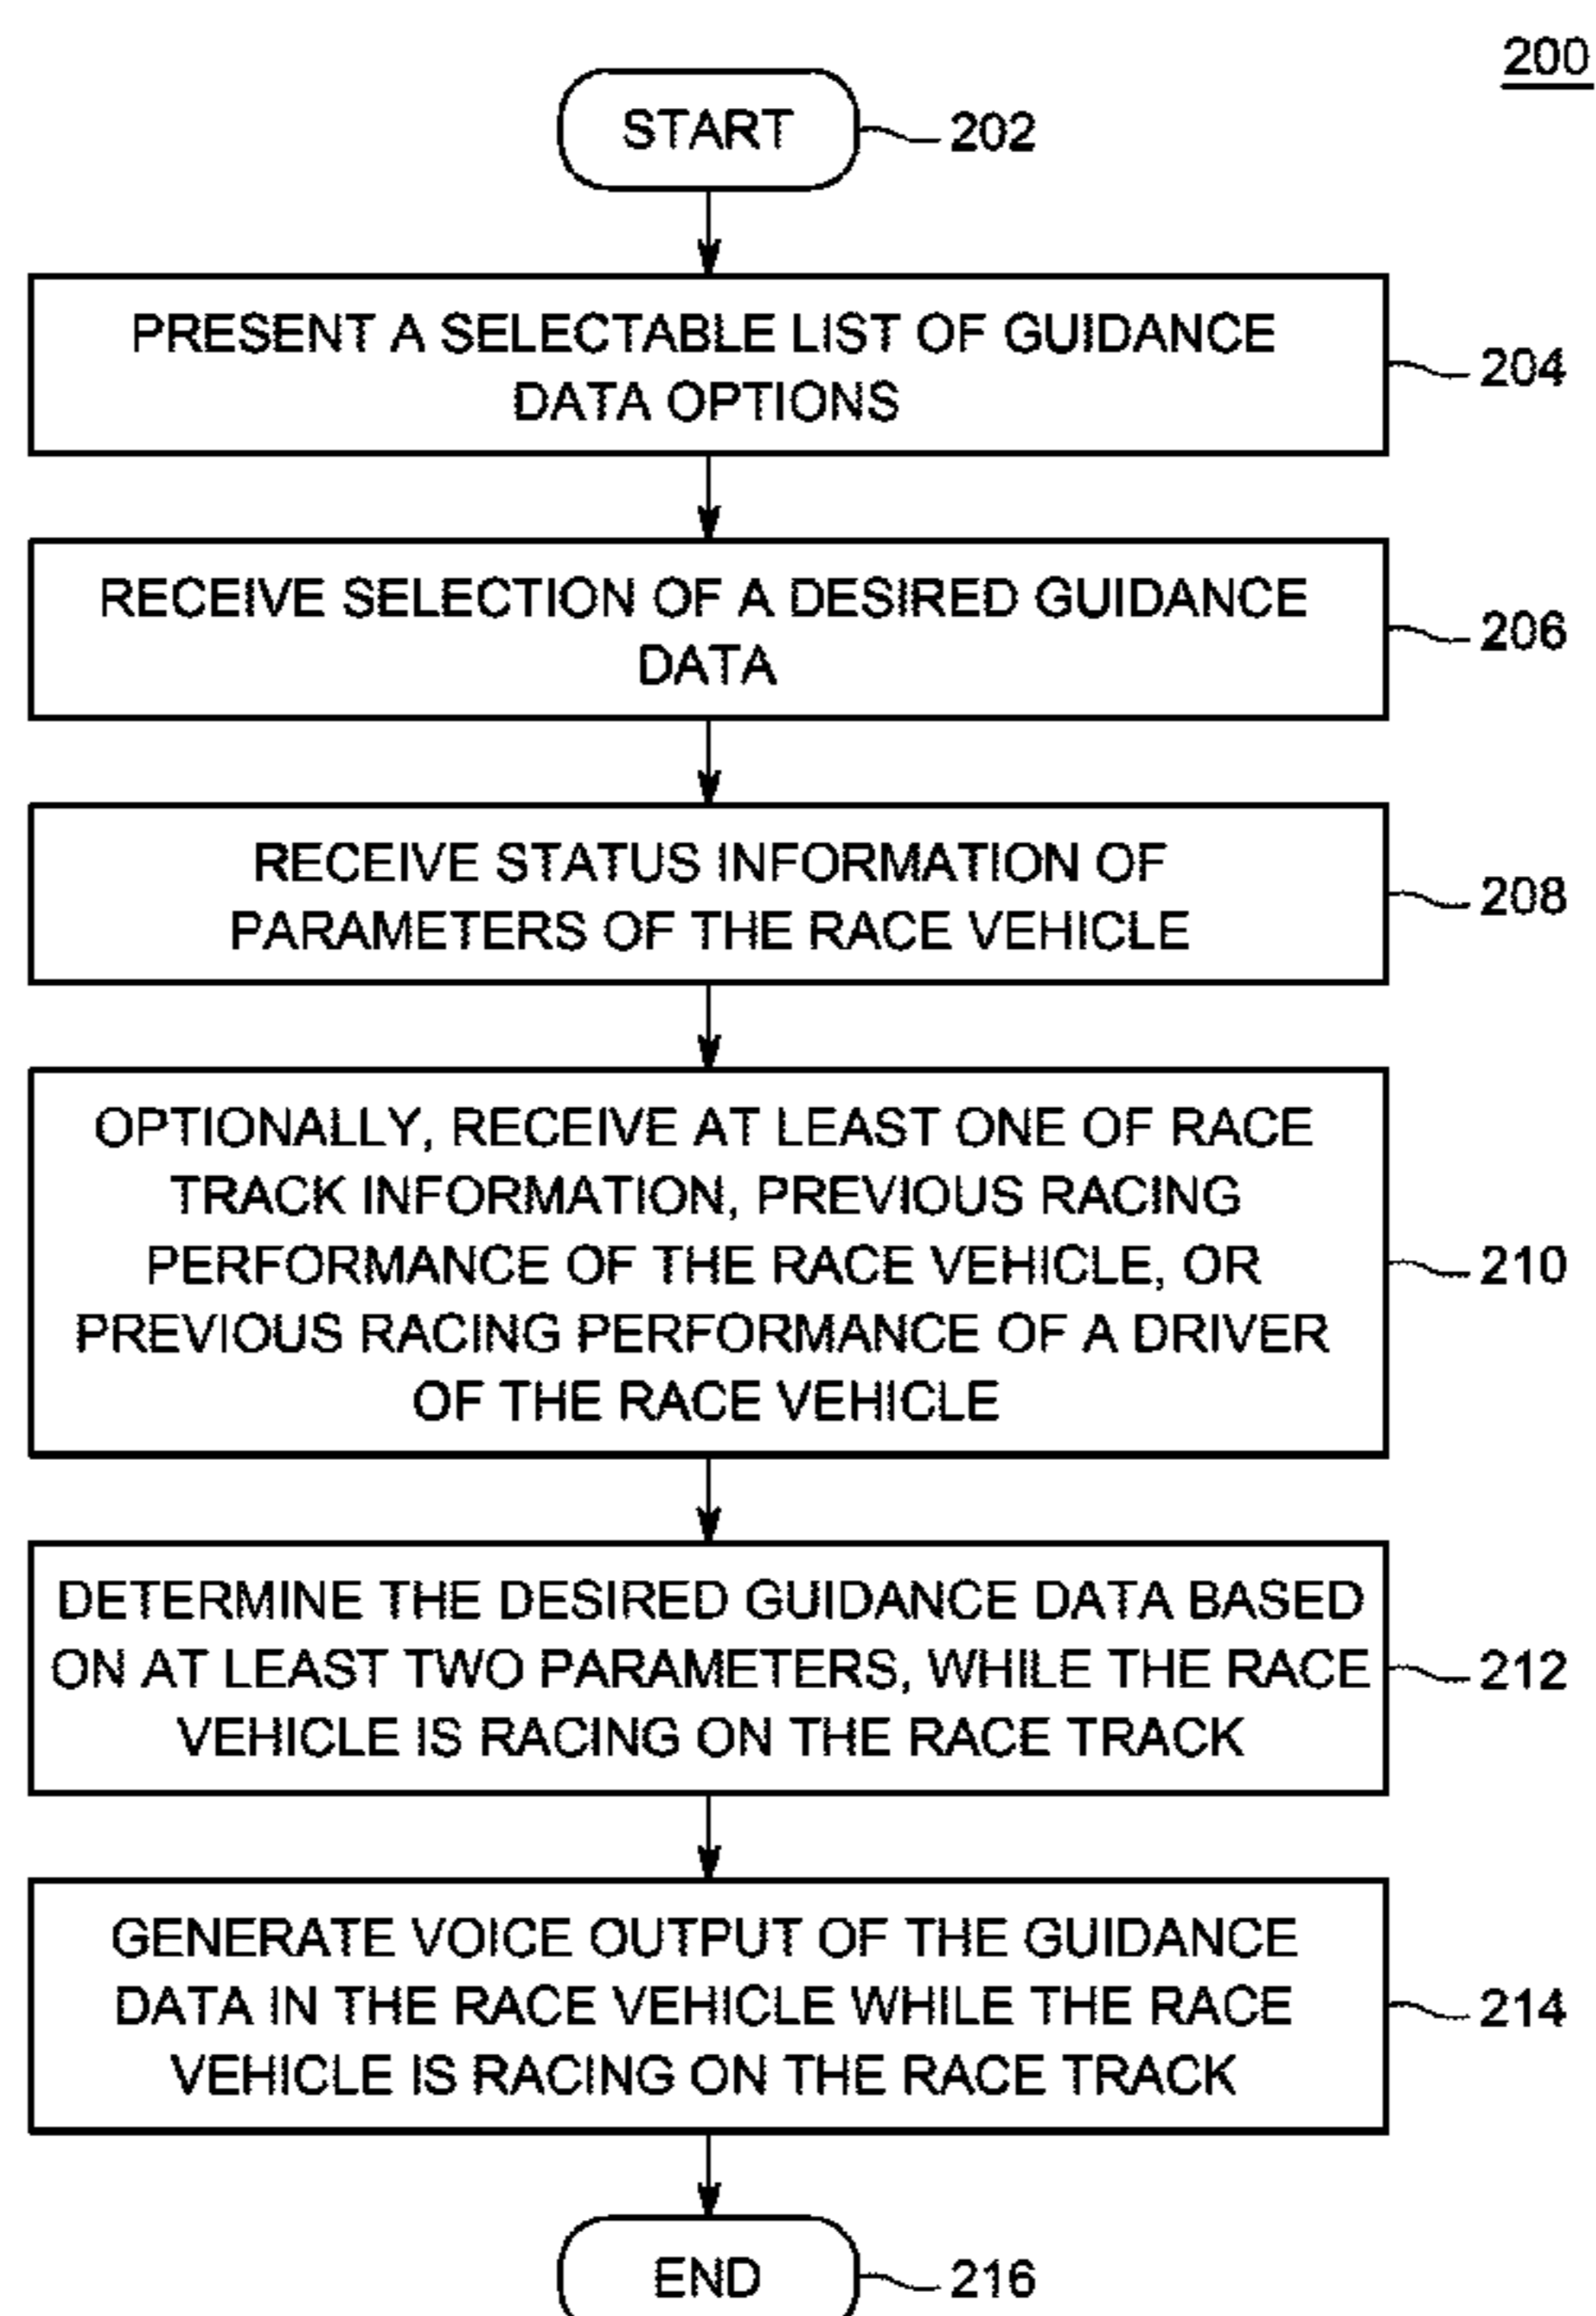 200
START
202
PRESENT A SELECTABLE LIST OF GUIDANCE
DATA OPTIONS
204
RECEIVE SELECTION OF A DESIRED GUIDANCE
DATA
206
RECEIVE STATUS INFORMATION OF
PARAMETERS OF THE RACE VEHICLE
208
OPTIONALLY, RECEIVE AT LEAST ONE OF RACE
TRACK INFORMATION, PREVIOUS RACING
PERFORMANCE OF THE RACE VEHICLE, OR
PREVIOUS RACING PERFORMANCE OF A DRIVER
OF THE RACE VEHICLE
210
DETERMINE THE DESIRED GUIDANCE DATA BASED
ON AT LEAST TWO PARAMETERS, WHILE THE RACE
VEHICLE IS RACING ON THE RACE TRACK
212
GENERATE VOICE OUTPUT OF THE GUIDANCE
DATA IN THE RACE VEHICLE WHILE THE RACE
VEHICLE IS RACING ON THE RACE TRACK
214
END
216